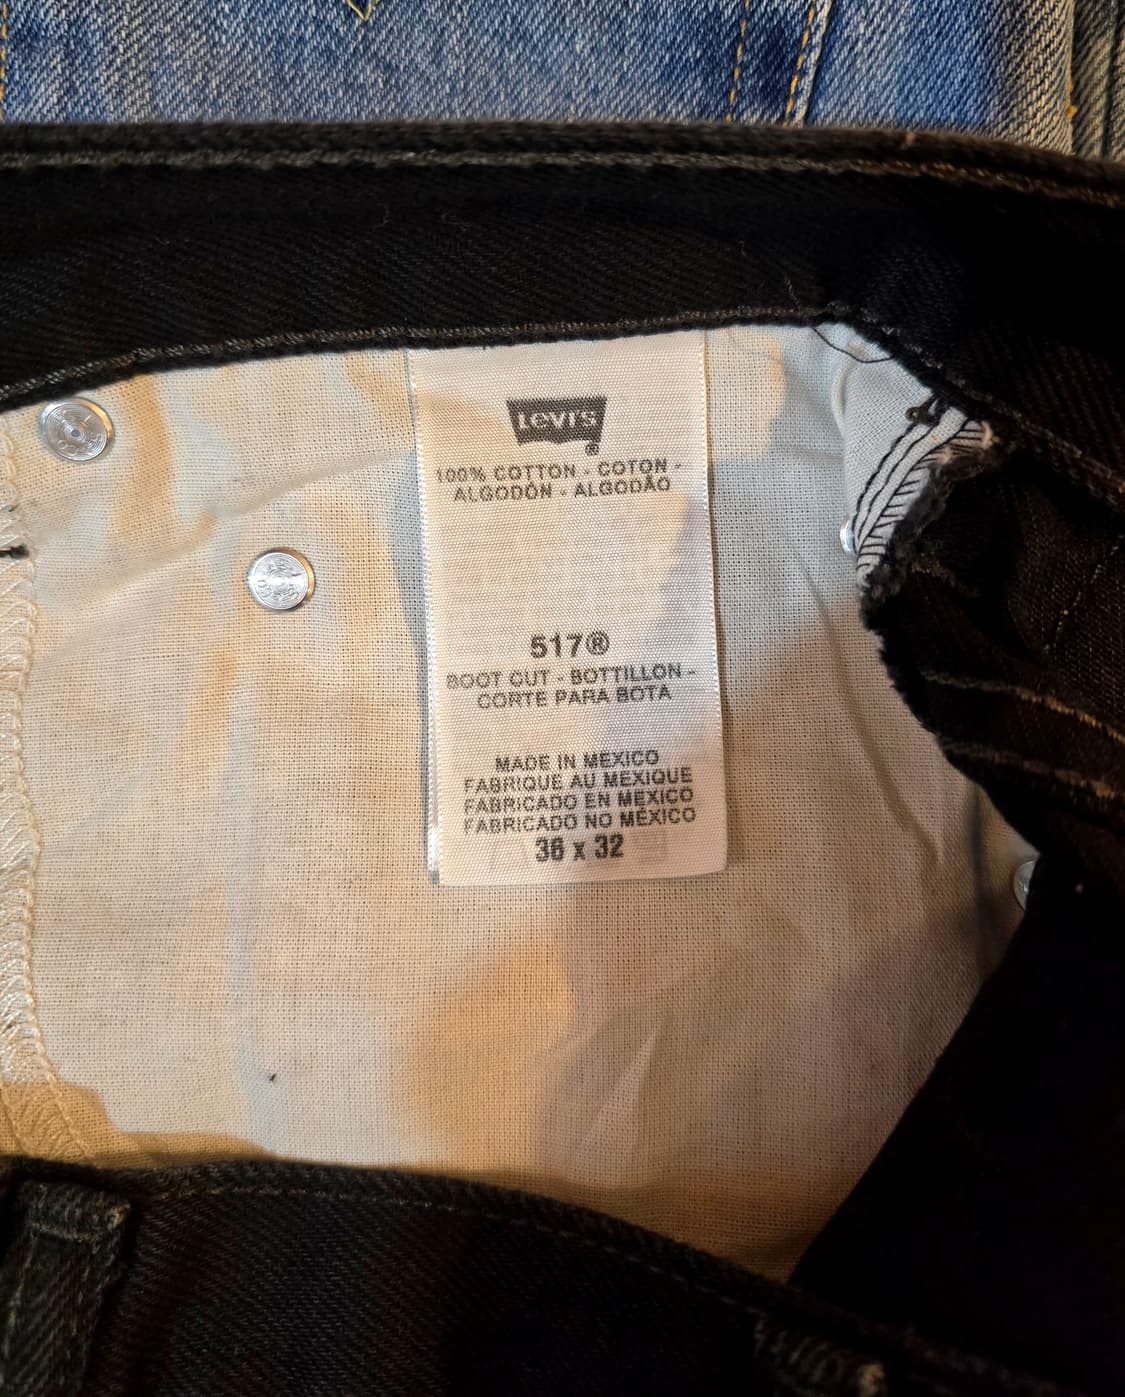 Levi's
®
100% COTTON - COTON -
ALGODÓN - ALGODÃO
517®
BOOT CUT - BOTTILLON -
CORTE PARA BOTA
MADE IN MEXICO
FABRIQUE AU MEXIQUE
FABRICADO EN MÉXICO
FABRICADO NO MÉXICO
36 x 32